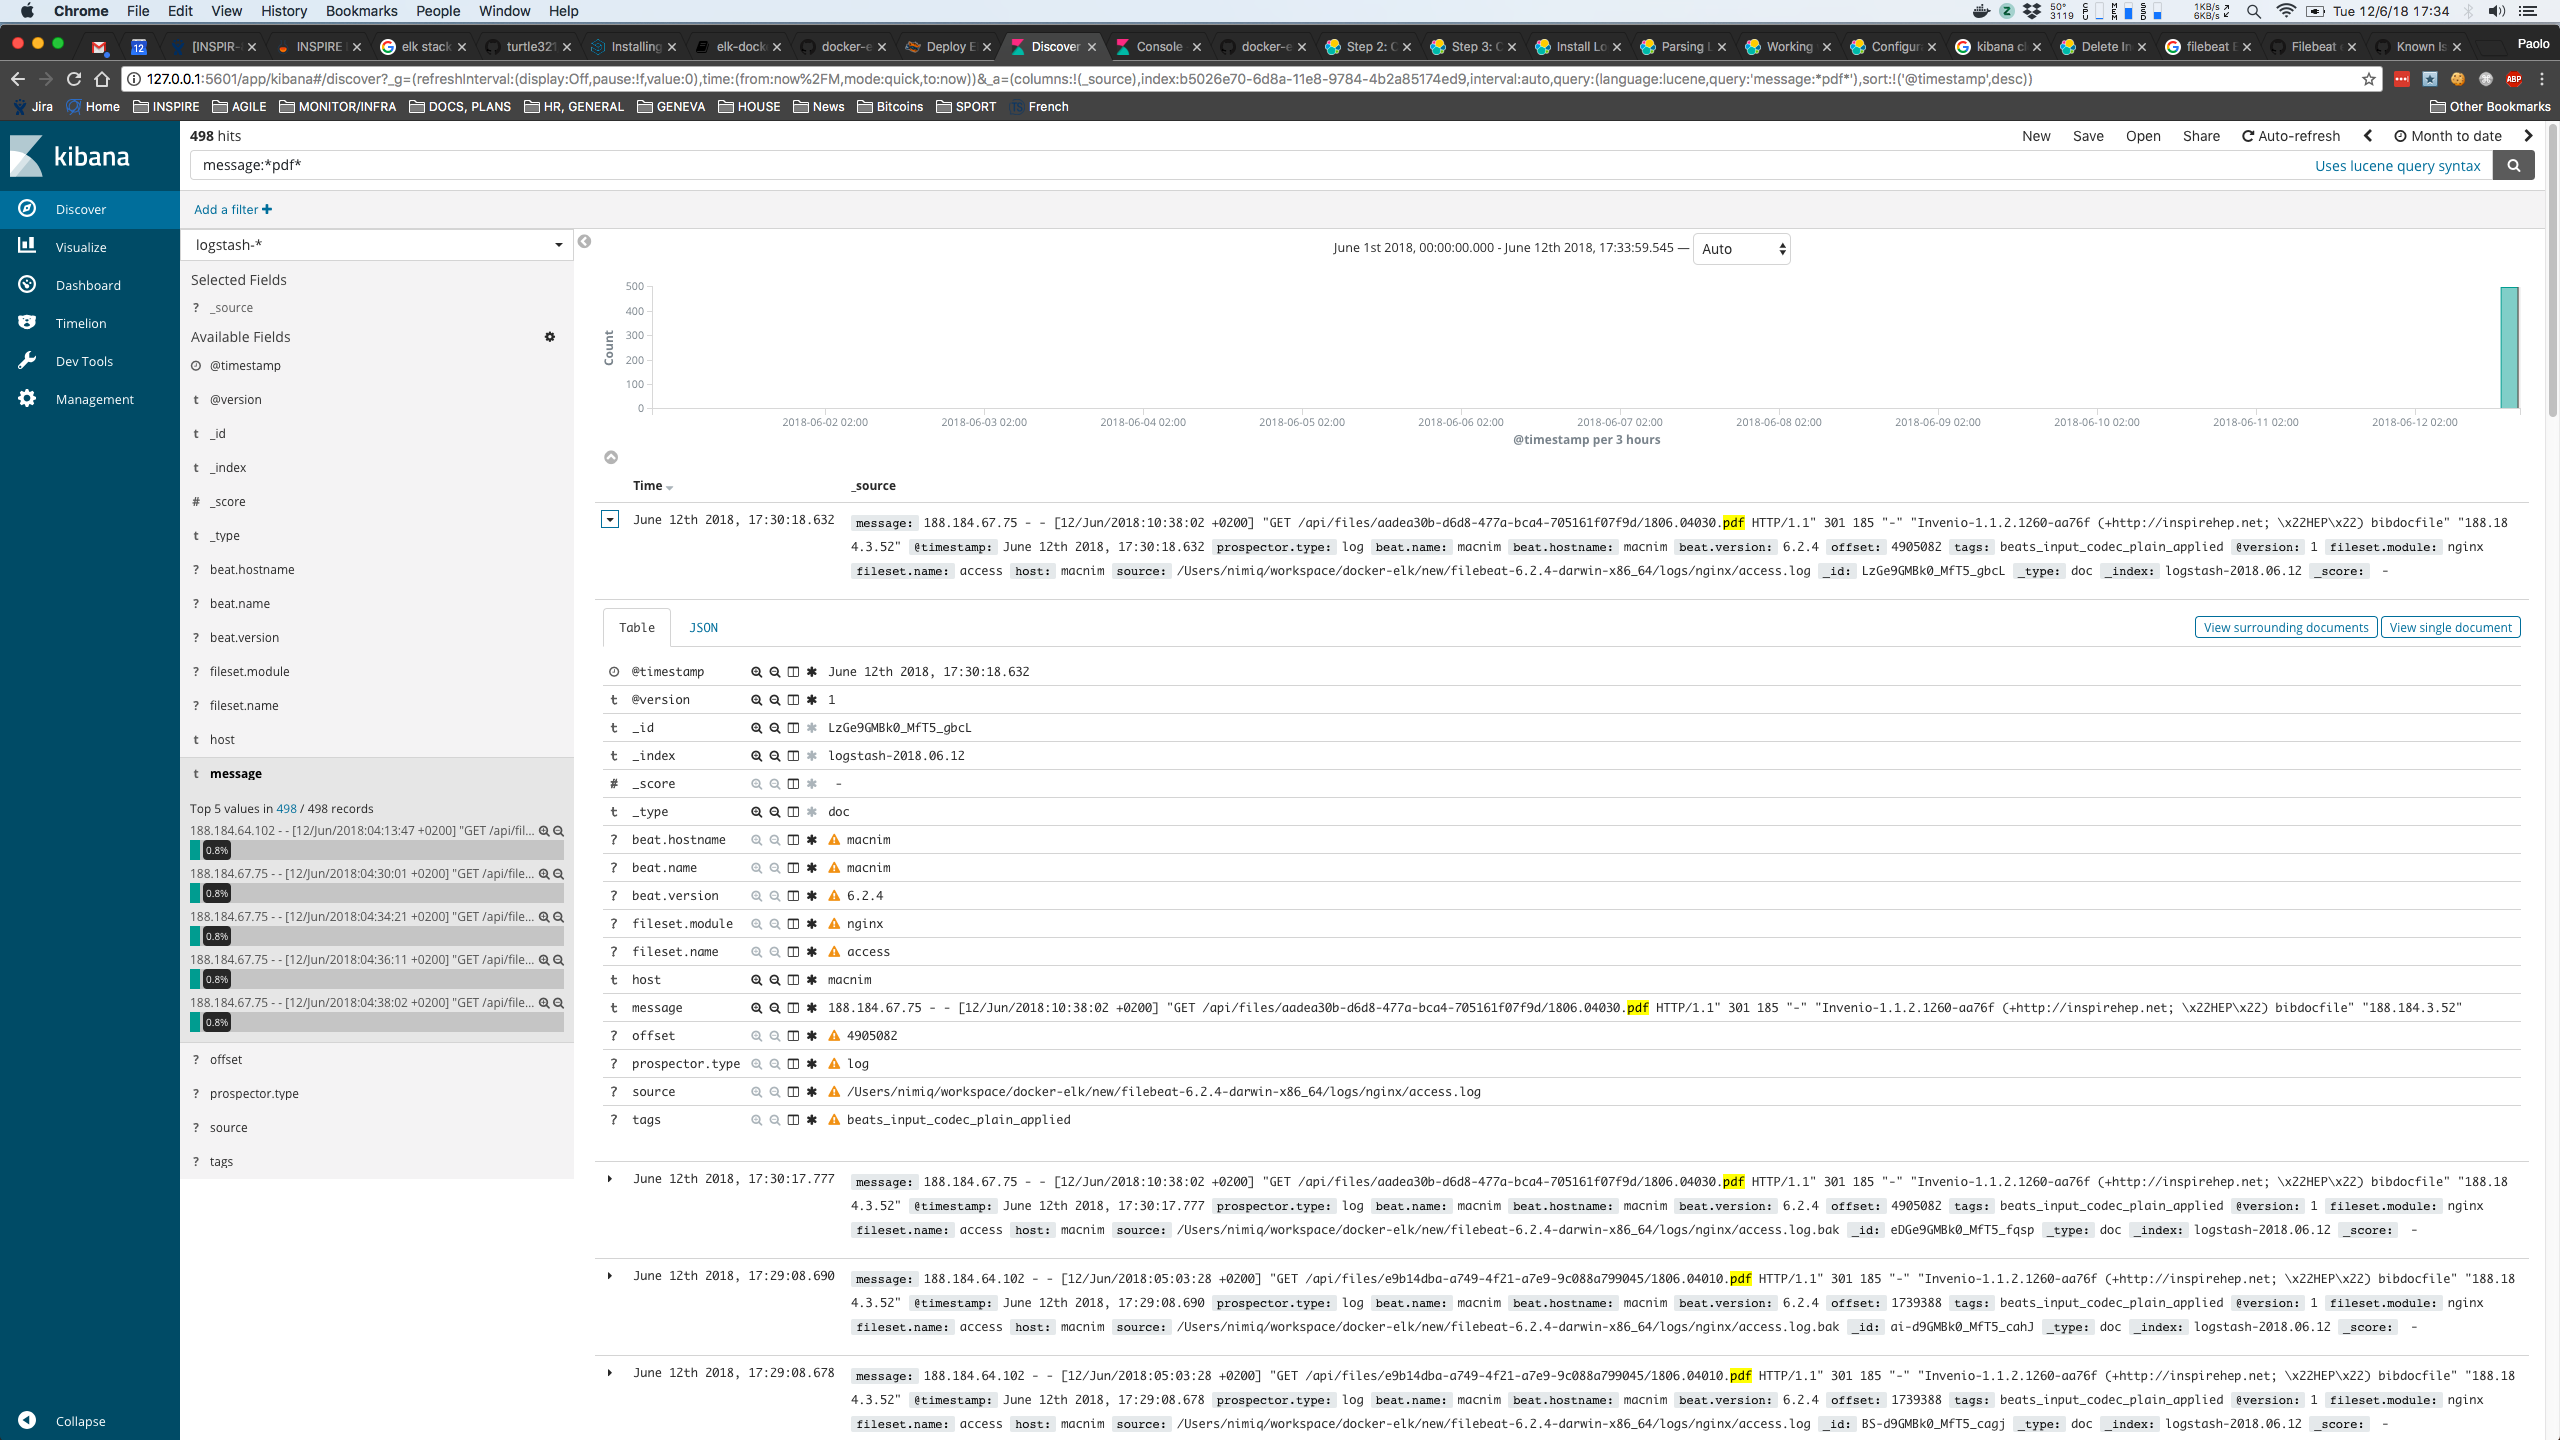 Chrome File Edit View History Bookmarks People Window Help
50° 3119 1KB/s 6KB/s Tue 12/6/18 17:34
12 [INSPIR- INSPIRE elk stack turtle321 Installing elk-docke docker-e Deploy E Discover Console docker-e Step 2: C Step 3: C Install Lo Parsing L Working Configura kibana cl Delete In filebeat E Filebeat Known Is Paolo
127.0.0.1:5601/app/kibana#/discover?_g=(refreshInterval:(display:Off,pause:!f,value:0),time:(from:now%2FM,mode:quick,to:now))&_a=(columns:!(_source),index:b5026e70-6d8a-11e8-9784-4b2a85174ed9,interval:auto,query:(language:lucene,query:'message:*pdf*'),sort:!('@timestamp',desc)) ABP
Jira Home INSPIRE AGILE MONITOR/INFRA DOCS, PLANS HR, GENERAL GENEVA HOUSE News Bitcoins SPORT French Other Bookmarks
kibana
Discover
Visualize
Dashboard
Timelion
Dev Tools
Management
Collapse
498 hits New Save Open Share Auto-refresh Month to date
message:*pdf* Uses lucene query syntax
Add a filter
logstash-*
Selected Fields
? _source
Available Fields
@timestamp
t @version
t _id
t _index
# _score
t _type
? beat.hostname
? beat.name
? beat.version
? fileset.module
? fileset.name
t host
t message
Top 5 values in 498 / 498 records
188.184.64.102 - - [12/Jun/2018:04:13:47 +0200] "GET /api/fil...
0.8%
188.184.67.75 - - [12/Jun/2018:04:30:01 +0200] "GET /api/file...
0.8%
188.184.67.75 - - [12/Jun/2018:04:34:21 +0200] "GET /api/file...
0.8%
188.184.67.75 - - [12/Jun/2018:04:36:11 +0200] "GET /api/file...
0.8%
188.184.67.75 - - [12/Jun/2018:04:38:02 +0200] "GET /api/file...
0.8%
? offset
? prospector.type
? source
? tags
June 1st 2018, 00:00:00.000 - June 12th 2018, 17:33:59.545 — Auto
500
400
300
200
100
0
Count
2018-06-02 02:00 2018-06-03 02:00 2018-06-04 02:00 2018-06-05 02:00 2018-06-06 02:00 2018-06-07 02:00 2018-06-08 02:00 2018-06-09 02:00 2018-06-10 02:00 2018-06-11 02:00 2018-06-12 02:00
@timestamp per 3 hours
Time _source
June 12th 2018, 17:30:18.632 message: 188.184.67.75 - - [12/Jun/2018:10:38:02 +0200] "GET /api/files/aadea30b-d6d8-477a-bca4-705161f07f9d/1806.04030.pdf HTTP/1.1" 301 185 "-" "Invenio-1.1.2.1260-aa76f (+http://inspirehep.net; \x22HEP\x22) bibdocfile" "188.18
4.3.52" @timestamp: June 12th 2018, 17:30:18.632 prospector.type: log beat.name: macnim beat.hostname: macnim beat.version: 6.2.4 offset: 4905082 tags: beats_input_codec_plain_applied @version: 1 fileset.module: nginx
fileset.name: access host: macnim source: /Users/nimiq/workspace/docker-elk/new/filebeat-6.2.4-darwin-x86_64/logs/nginx/access.log _id: LzGe9GMBk0_MfT5_gbcL _type: doc _index: logstash-2018.06.12 _score: -
Table JSON View surrounding documents View single document
@timestamp June 12th 2018, 17:30:18.632
t @version 1
t _id LzGe9GMBk0_MfT5_gbcL
t _index logstash-2018.06.12
# _score -
t _type doc
? beat.hostname macnim
? beat.name macnim
? beat.version 6.2.4
? fileset.module nginx
? fileset.name access
t host macnim
t message 188.184.67.75 - - [12/Jun/2018:10:38:02 +0200] "GET /api/files/aadea30b-d6d8-477a-bca4-705161f07f9d/1806.04030.pdf HTTP/1.1" 301 185 "-" "Invenio-1.1.2.1260-aa76f (+http://inspirehep.net; \x22HEP\x22) bibdocfile" "188.184.3.52"
? offset 4905082
? prospector.type log
? source /Users/nimiq/workspace/docker-elk/new/filebeat-6.2.4-darwin-x86_64/logs/nginx/access.log
? tags beats_input_codec_plain_applied
June 12th 2018, 17:30:17.777 message: 188.184.67.75 - - [12/Jun/2018:10:38:02 +0200] "GET /api/files/aadea30b-d6d8-477a-bca4-705161f07f9d/1806.04030.pdf HTTP/1.1" 301 185 "-" "Invenio-1.1.2.1260-aa76f (+http://inspirehep.net; \x22HEP\x22) bibdocfile" "188.18
4.3.52" @timestamp: June 12th 2018, 17:30:17.777 prospector.type: log beat.name: macnim beat.hostname: macnim beat.version: 6.2.4 offset: 4905082 tags: beats_input_codec_plain_applied @version: 1 fileset.module: nginx
fileset.name: access host: macnim source: /Users/nimiq/workspace/docker-elk/new/filebeat-6.2.4-darwin-x86_64/logs/nginx/access.log.bak _id: eDGe9GMBk0_MfT5_fqsp _type: doc _index: logstash-2018.06.12 _score: -
June 12th 2018, 17:29:08.690 message: 188.184.64.102 - - [12/Jun/2018:05:03:28 +0200] "GET /api/files/e9b14dba-a749-4f21-a7e9-9c088a799045/1806.04010.pdf HTTP/1.1" 301 185 "-" "Invenio-1.1.2.1260-aa76f (+http://inspirehep.net; \x22HEP\x22) bibdocfile" "188.18
4.3.52" @timestamp: June 12th 2018, 17:29:08.690 prospector.type: log beat.name: macnim beat.hostname: macnim beat.version: 6.2.4 offset: 1739388 tags: beats_input_codec_plain_applied @version: 1 fileset.module: nginx
fileset.name: access host: macnim source: /Users/nimiq/workspace/docker-elk/new/filebeat-6.2.4-darwin-x86_64/logs/nginx/access.log.bak _id: ai-d9GMBk0_MfT5_cahJ _type: doc _index: logstash-2018.06.12 _score: -
June 12th 2018, 17:29:08.678 message: 188.184.64.102 - - [12/Jun/2018:05:03:28 +0200] "GET /api/files/e9b14dba-a749-4f21-a7e9-9c088a799045/1806.04010.pdf HTTP/1.1" 301 185 "-" "Invenio-1.1.2.1260-aa76f (+http://inspirehep.net; \x22HEP\x22) bibdocfile" "188.18
4.3.52" @timestamp: June 12th 2018, 17:29:08.678 prospector.type: log beat.name: macnim beat.hostname: macnim beat.version: 6.2.4 offset: 1739388 tags: beats_input_codec_plain_applied @version: 1 fileset.module: nginx
fileset.name: access host: macnim source: /Users/nimiq/workspace/docker-elk/new/filebeat-6.2.4-darwin-x86_64/logs/nginx/access.log _id: BS-d9GMBk0_MfT5_cagj _type: doc _index: logstash-2018.06.12 _score: -